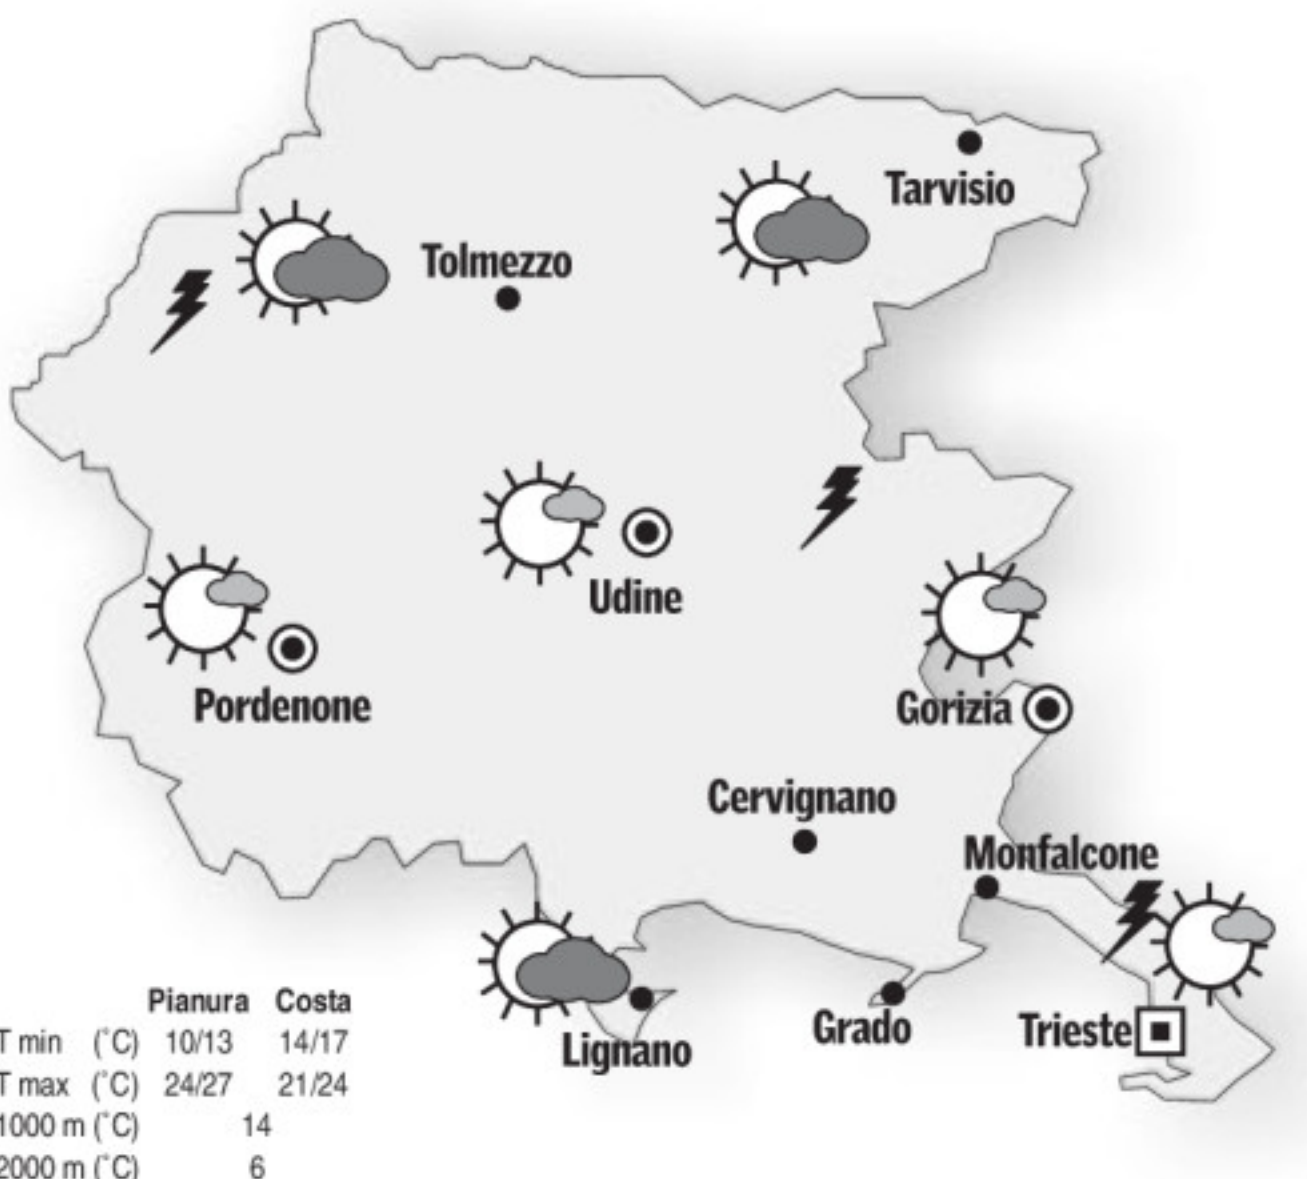 Tarvisio
Tolmezzo
Udine
Pordenone
Gorizia
Cervignano
Monfalcone
Grado
Trieste
Lignano
Pianura Costa
T min (˚C) 10/13 14/17
T max (˚C) 24/27 21/24
1000 m (˚C) 14
2000 m (˚C) 6